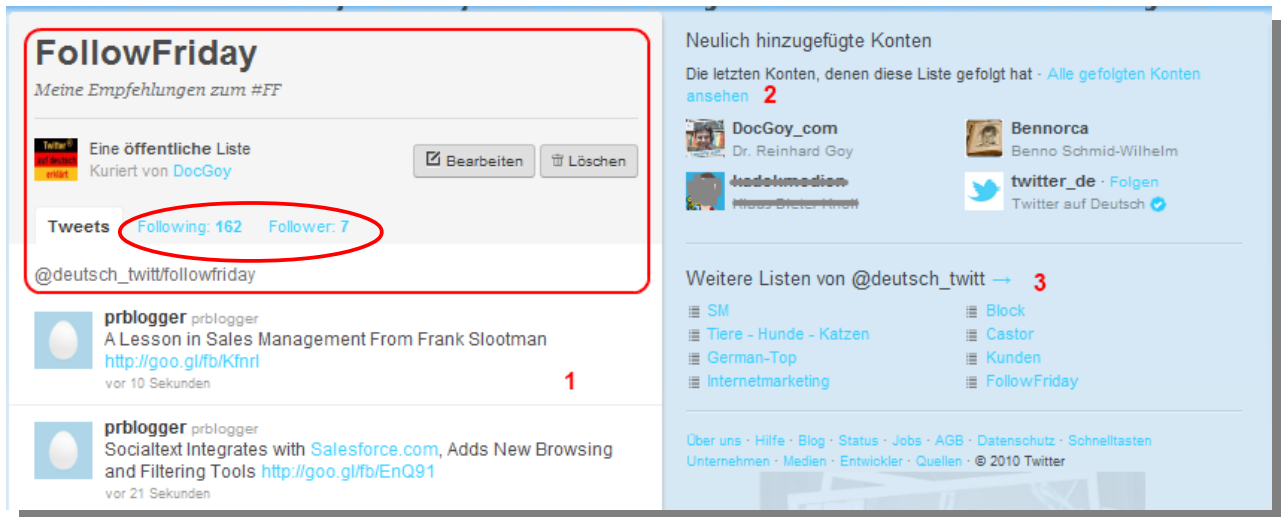 FollowFriday
Meine Empfehlungen zum #FF
Twitter®
auf deutsch
erklärt
Eine öffentliche Liste
Kuriert von DocGoy
Bearbeiten
Löschen
Tweets Following: 162 Follower: 7
@deutsch_twitt/followfriday
prblogger prblogger
A Lesson in Sales Management From Frank Slootman
http://goo.gl/fb/Kfnrl
vor 10 Sekunden
1
prblogger prblogger
Socialtext Integrates with Salesforce.com, Adds New Browsing
and Filtering Tools http://goo.gl/fb/EnQ91
vor 21 Sekunden
Neulich hinzugefügte Konten
Die letzten Konten, denen diese Liste gefolgt hat · Alle gefolgten Konten
ansehen 2
DocGoy_com
Dr. Reinhard Goy
Bennorca
Benno Schmid-Wilhelm
twitter_de · Folgen
Twitter auf Deutsch
Weitere Listen von @deutsch_twitt → 3
SM
Tiere - Hunde - Katzen
German-Top
Internetmarketing
Block
Castor
Kunden
FollowFriday
Über uns · Hilfe · Blog · Status · Jobs · AGB · Datenschutz · Schnelltasten
Unternehmen · Medien · Entwickler · Quellen · © 2010 Twitter